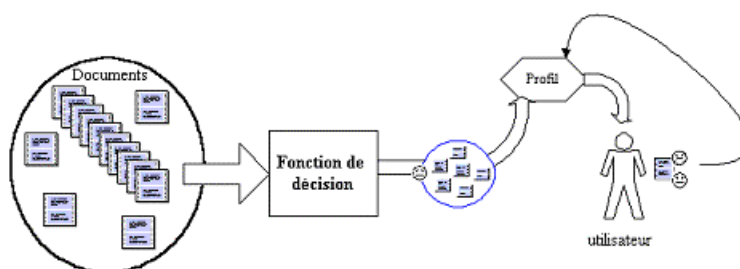 Documents
Fonction de
décision
Profil
utilisateur